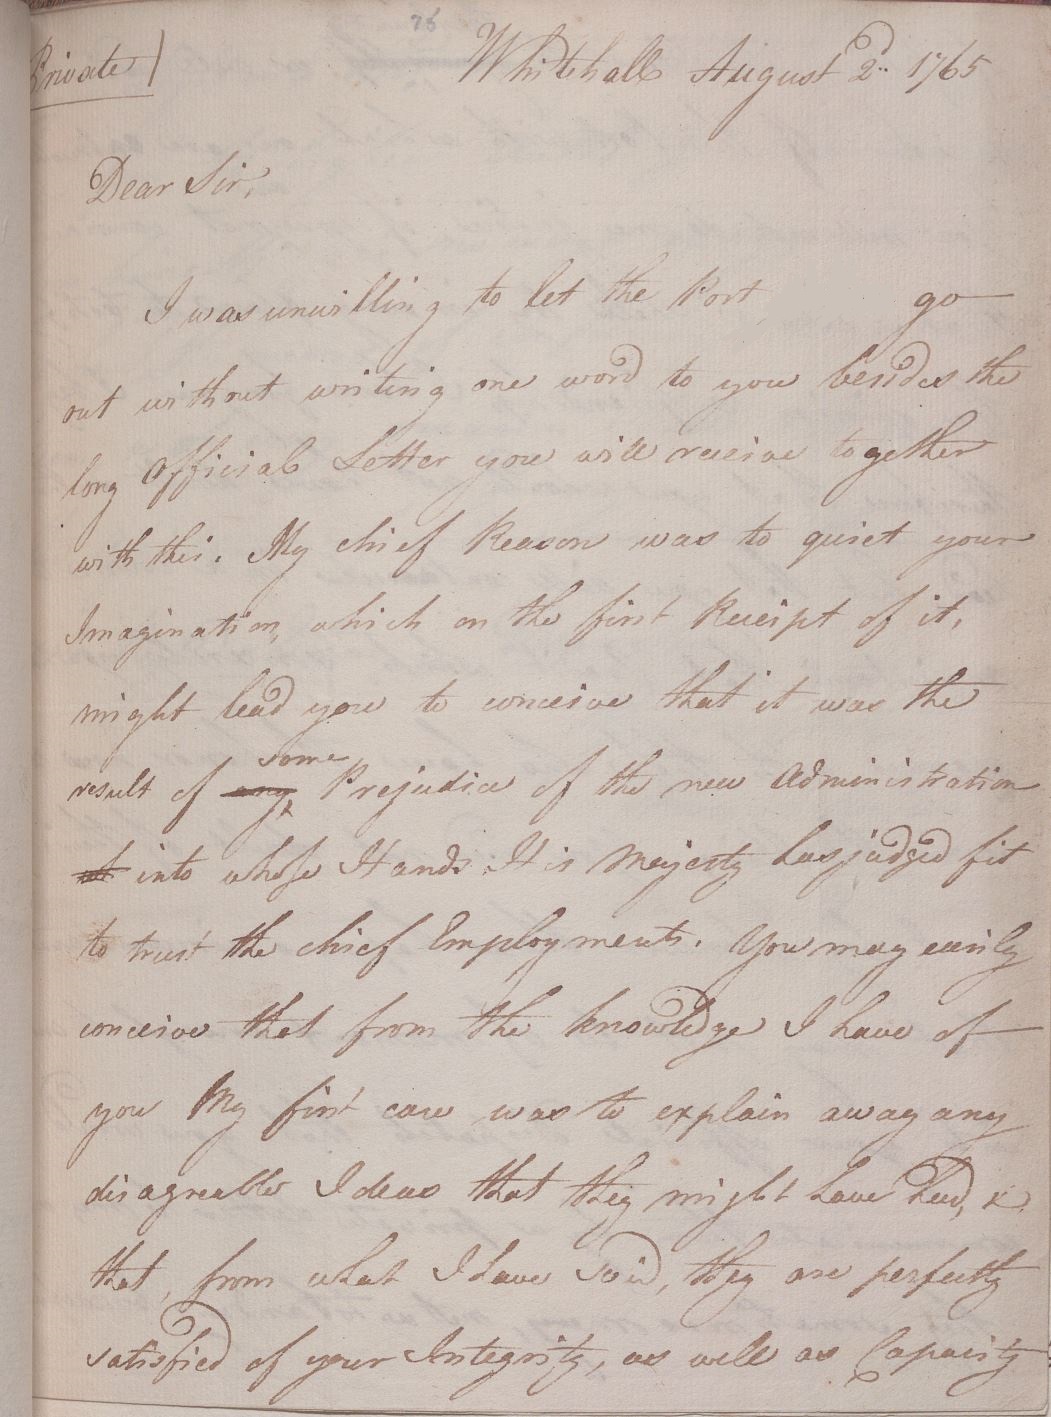 75
Private
Whitehall August 2d.. 1765
Dear Sir,
I was unwilling to let the Post go
out without writing one word to you besides the
long Official Letter you will receive together
with this. My chief Reason was to quiet your
Imagination, which on the first Receipt of it,
might lead you to conceive that it was the
some
result of any Prejudice of the new Administration
into whose Hands His Majesty has judged fit
to trust the chief Employments. You may easily
conceive that from the knowledge I have of
you My first care was to explain away any
disagreable Ideas that they might have had, &
that, from what I have said, they are perfectly
satisfied of your Integrity, as well as Capacity